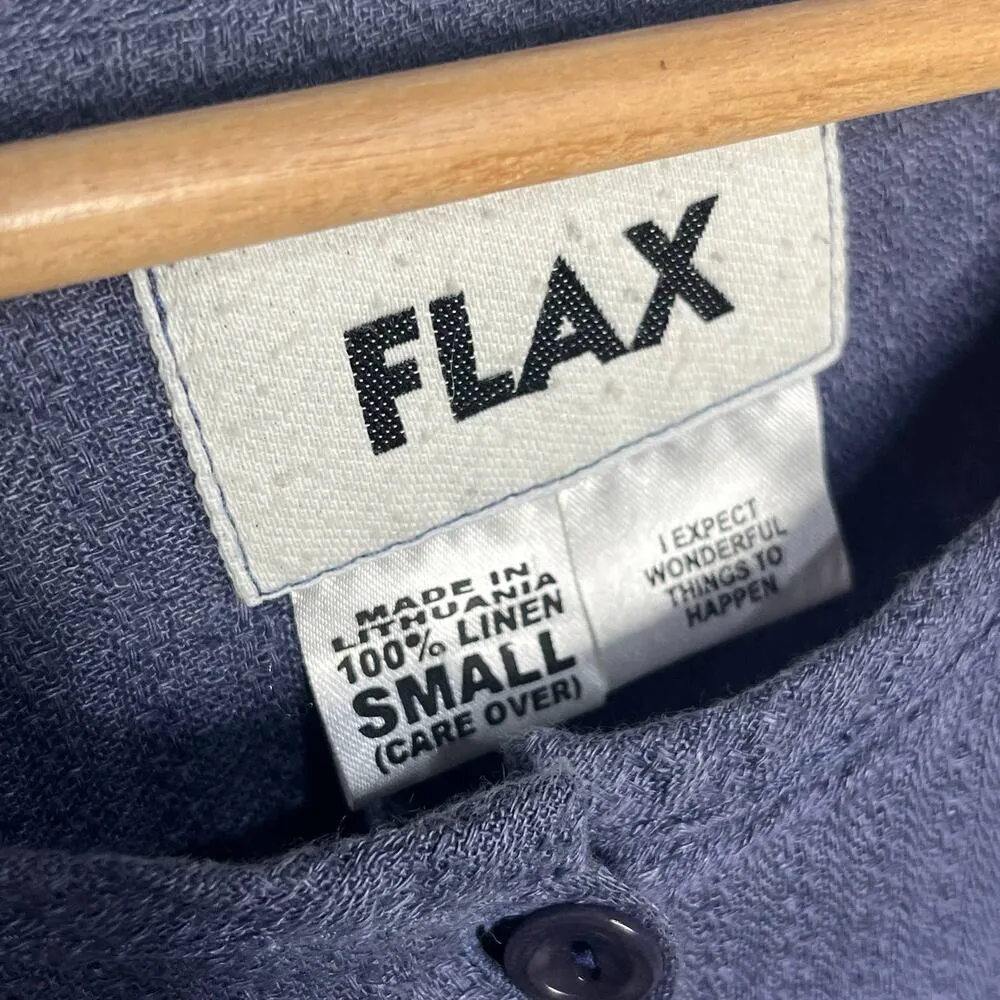 FLAX
MADE IN
LITHUANIA
100% LINEN
SMALL
(CARE OVER)
I EXPECT
WONDERFUL
THINGS TO
HAPPEN